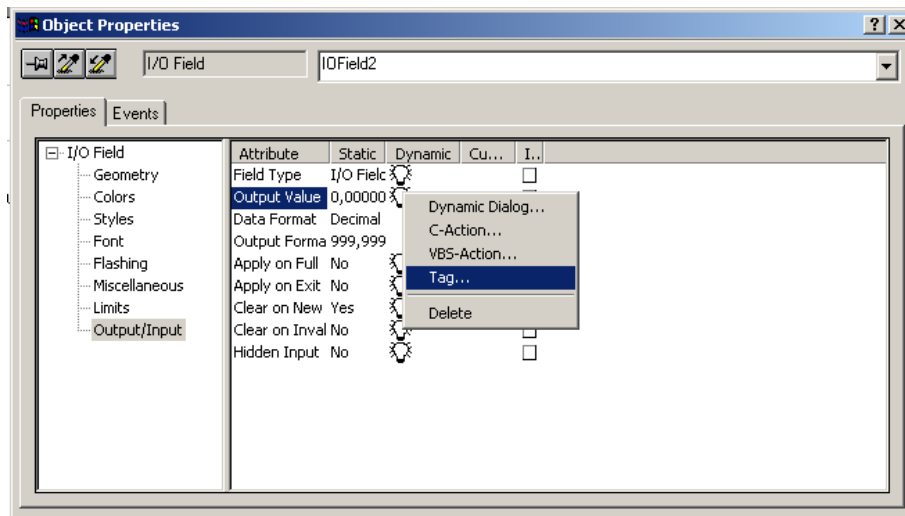 Object Properties
I/O Field IOField2
Properties Events
I/O Field
Geometry
Colors
Styles
Font
Flashing
Miscellaneous
Limits
Output/Input
Attribute Static Dynamic Cu... I..
Field Type I/O Fielc
Output Value 0,00000
Data Format Decimal
Output Forma 999,999
Apply on Full No
Apply on Exit No
Clear on New Yes
Clear on Inval No
Hidden Input No
Dynamic Dialog...
C-Action...
VBS-Action...
Tag...
Delete